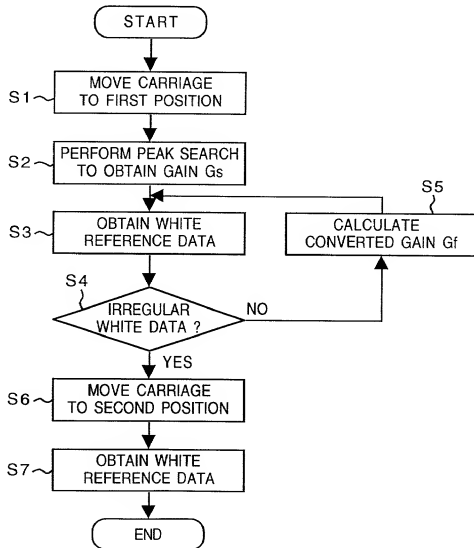 START
S1
MOVE CARRIAGE
TO FIRST POSITION
S2
PERFORM PEAK SEARCH
TO OBTAIN GAIN Gs
S3
OBTAIN WHITE
REFERENCE DATA
S5
CALCULATE
CONVERTED GAIN Gf
S4
IRREGULAR
WHITE DATA ?
NO
YES
S6
MOVE CARRIAGE
TO SECOND POSITION
S7
OBTAIN WHITE
REFERENCE DATA
END